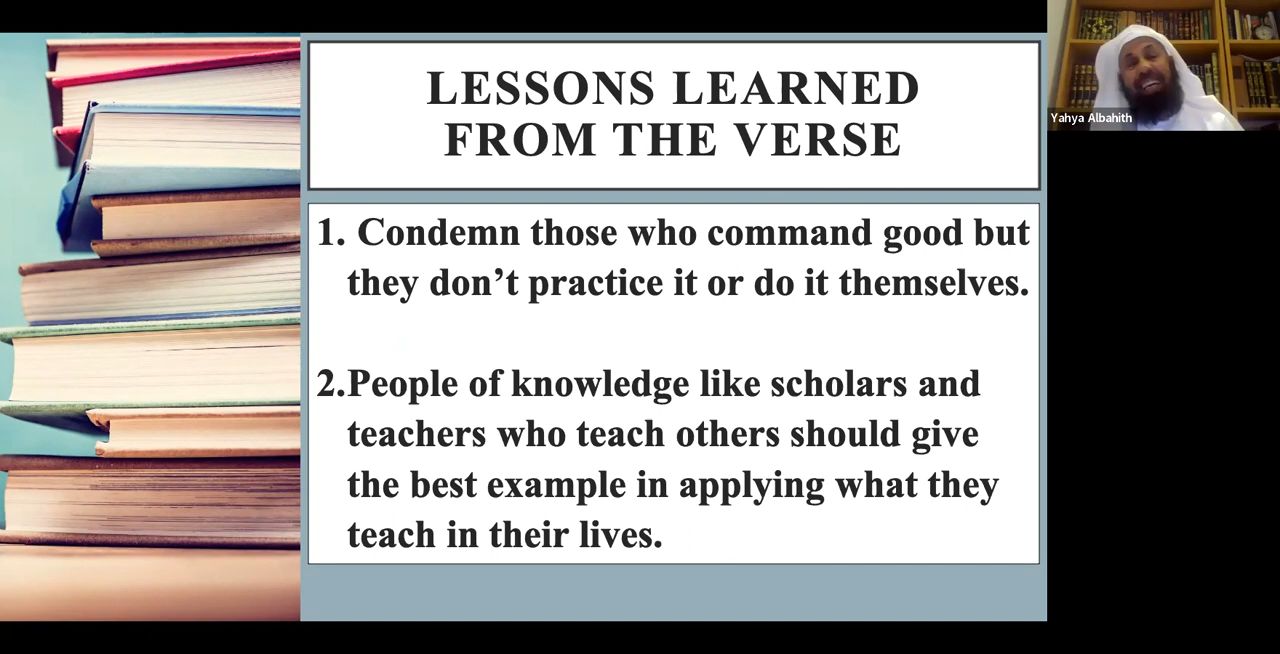 LESSONS LEARNED
FROM THE VERSE
1. Condemn those who command good but
they don’t practice it or do it themselves.
2.People of knowledge like scholars and
teachers who teach others should give
the best example in applying what they
teach in their lives.
Yahya Albahith